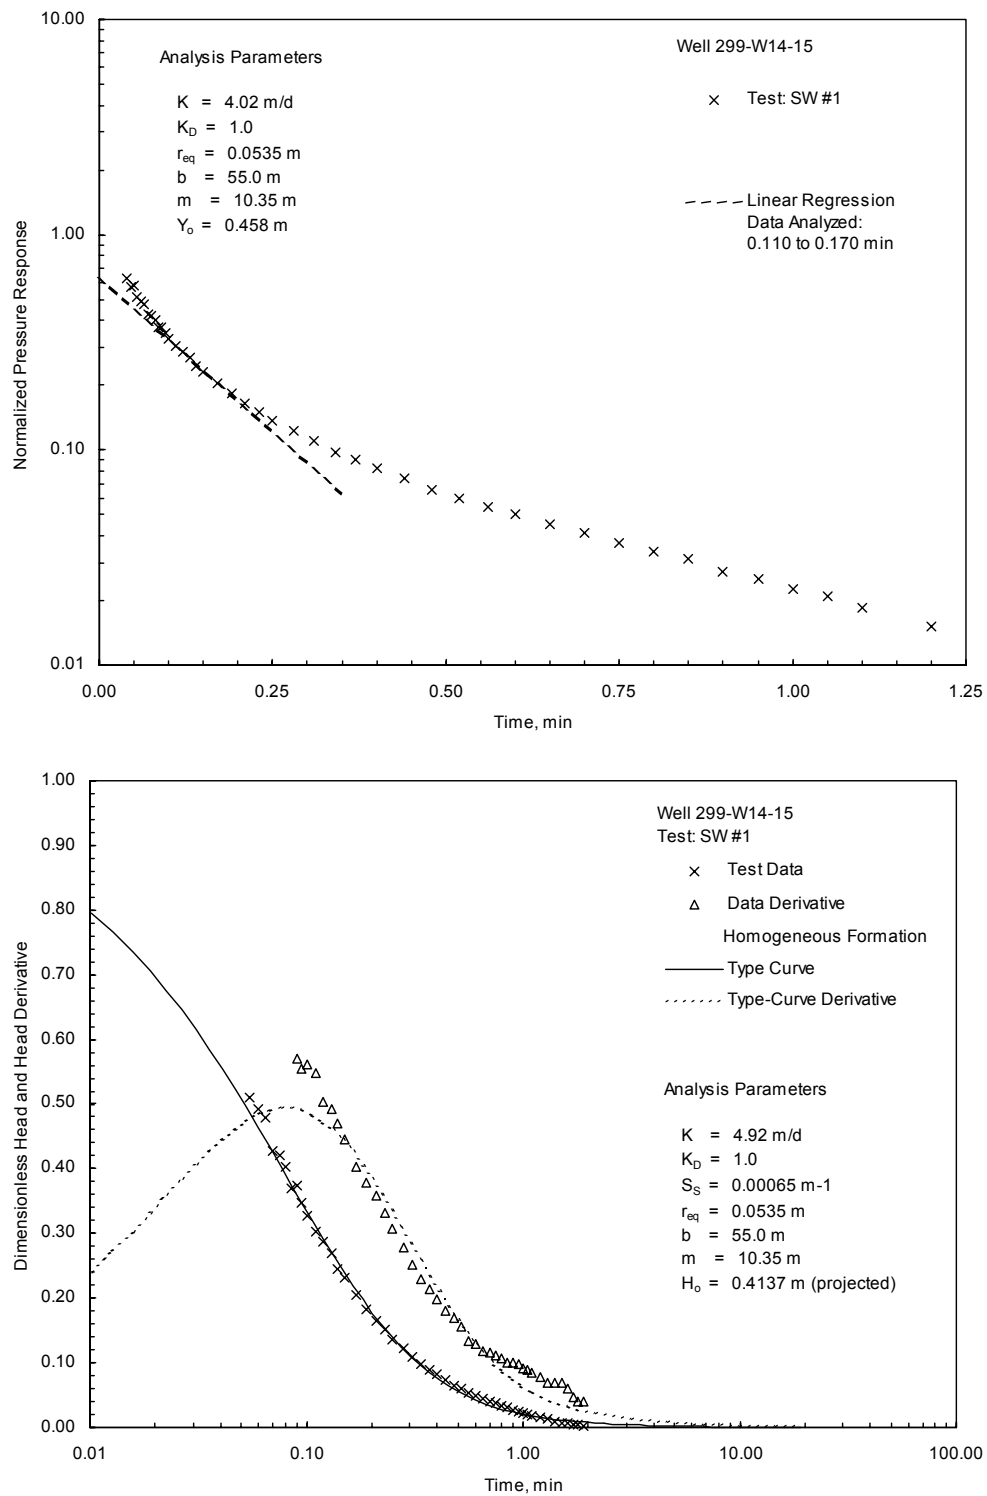 10.00
1.00
0.10
0.01
Normalized Pressure Response
Analysis Parameters
K = 4.02 m/d
K_D = 1.0
r_eq = 0.0535 m
b = 55.0 m
m = 10.35 m
Y_o = 0.458 m
Well 299-W14-15
Test: SW #1
Linear Regression
Data Analyzed:
0.110 to 0.170 min
0.00 0.25 0.50 0.75 1.00 1.25
Time, min
1.00
0.90
0.80
0.70
0.60
0.50
0.40
0.30
0.20
0.10
0.00
Dimensionless Head and Head Derivative
Well 299-W14-15
Test: SW #1
Test Data
Data Derivative
Homogeneous Formation
Type Curve
Type-Curve Derivative
Analysis Parameters
K = 4.92 m/d
K_D = 1.0
S_S = 0.00065 m-1
r_eq = 0.0535 m
b = 55.0 m
m = 10.35 m
H_o = 0.4137 m (projected)
0.01 0.10 1.00 10.00 100.00
Time, min